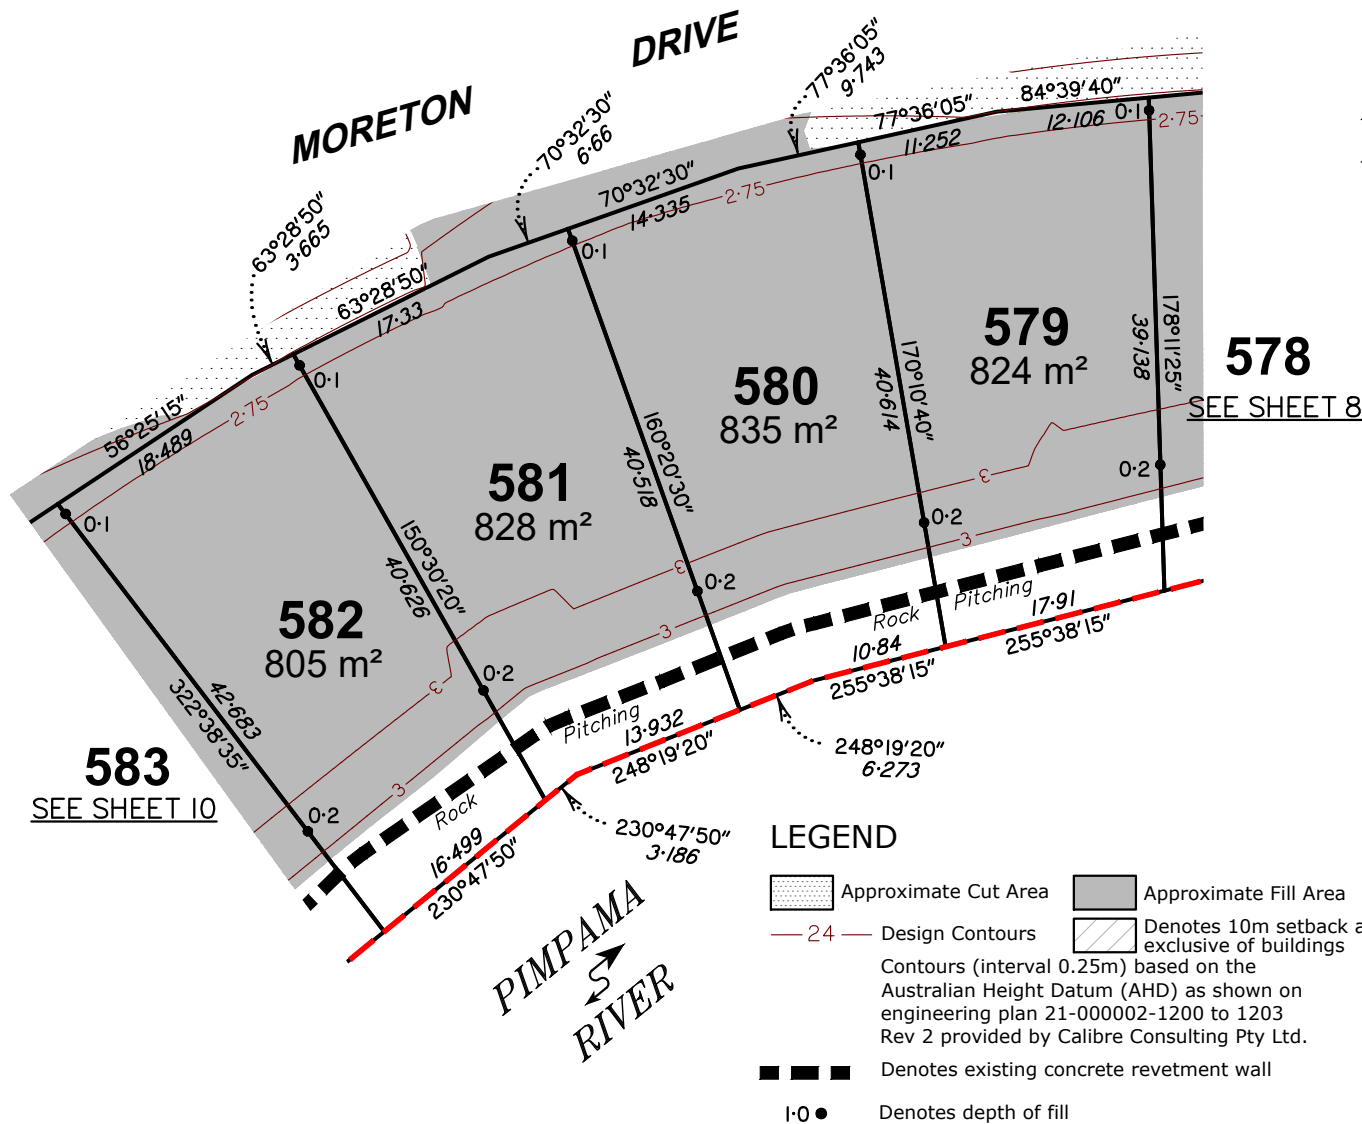 MORETON
DRIVE
63°28'50"
3·665
70°32'30"
6·66
77°36'05"
9·743
56°25'15"
18·489
63°28'50"
17·33
70°32'30"
14·335
77°36'05"
11·252
84°39'40"
12·106
2·75
2·75
2·75
0·1
0·1
0·1
0·1
0·1
583
SEE SHEET 10
322°38'35"
42·683
582
805 m²
150°30'20"
40·626
581
828 m²
160°20'30"
40·518
580
835 m²
170°10'40"
40·614
579
824 m²
178°11'25"
39·138
578
SEE SHEET 8
3
3
3
3
3
3
0·2
0·2
0·2
0·2
0·2
Rock
Pitching
Rock
Pitching
16·499
230°47'50"
230°47'50"
3·186
13·932
248°19'20"
248°19'20"
6·273
10·84
255°38'15"
17·91
255°38'15"
PIMPAMA
RIVER
LEGEND
Approximate Cut Area
Approximate Fill Area
24
Design Contours
Denotes 10m setback a
exclusive of buildings
Contours (interval 0.25m) based on the
Australian Height Datum (AHD) as shown on
engineering plan 21-000002-1200 to 1203
Rev 2 provided by Calibre Consulting Pty Ltd.
Denotes existing concrete revetment wall
1·0
Denotes depth of fill